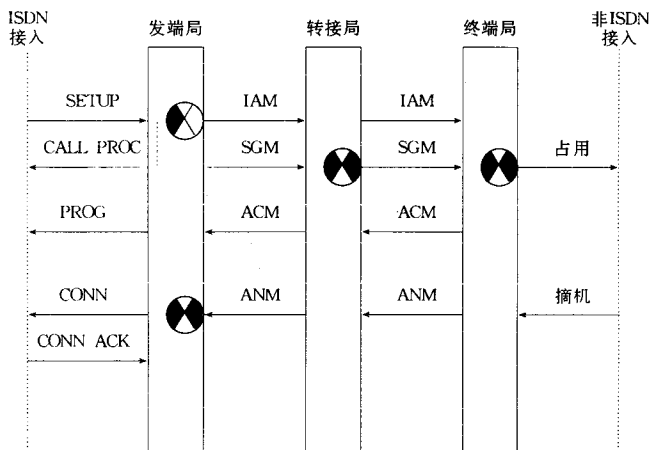 ISDN 接入 发端局 转接局 终端局 非ISDN 接入
SETUP IAM IAM
CALL PROC SGM SGM 占用
PROG ACM ACM
CONN ANM ANM 摘机
CONN ACK